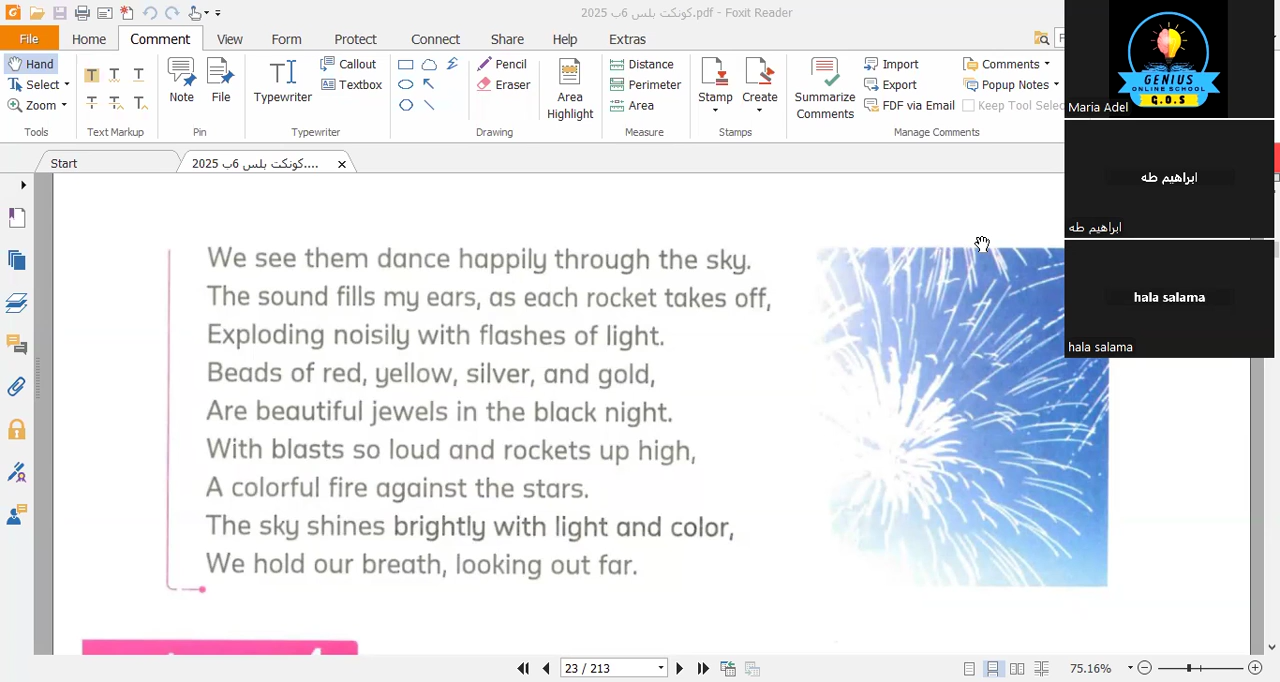 كونكت بلس 6ب 2025.pdf - Foxit Reader
File Home Comment View Form Protect Connect Share Help Extras
Hand
Select
Zoom
Tools
T T T
T T T
Text Markup
Note File
Pin
Typewriter
Callout
Textbox
Typewriter
Pencil
Eraser
Drawing
Area
Highlight
Distance
Perimeter
Area
Measure
Stamp Create
Stamps
Summarize
Comments
Import
Export
FDF via Email
Comments
Popup Notes
Keep Tool Selec
Manage Comments
GENIUS
ONLINE SCHOOL
G.O.S
Maria Adel
ابراهيم طه
ابراهيم طه
hala salama
hala salama
Start
كونكت بلس 6ب 2025....
We see them dance happily through the sky.
The sound fills my ears, as each rocket takes off,
Exploding noisily with flashes of light.
Beads of red, yellow, silver, and gold,
Are beautiful jewels in the black night.
With blasts so loud and rockets up high,
A colorful fire against the stars.
The sky shines brightly with light and color,
We hold our breath, looking out far.
23 / 213
75.16%